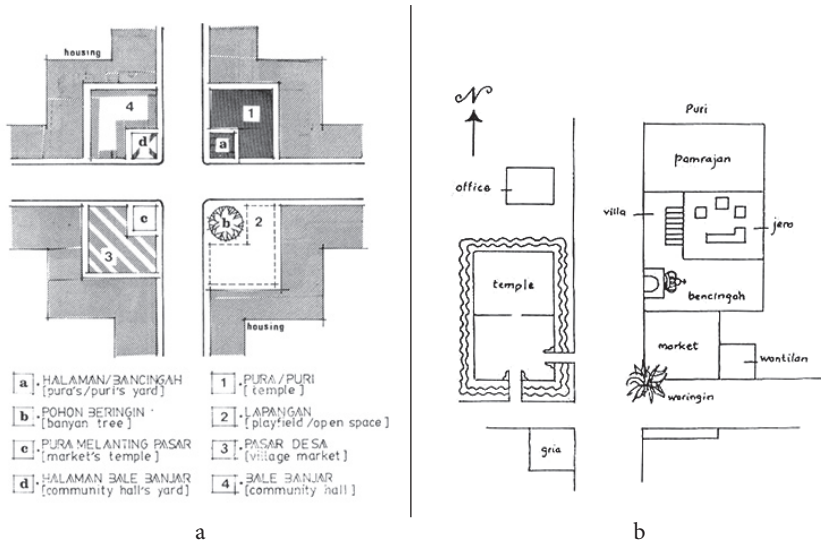 housing
4
1
d
a
c
b
2
3
housing
a • HALAMAN/BANCINGAH
[pura's/puri's yard]
b • POHON BERINGIN
[banyan tree]
c • PURA MELANTING PASAR
[market's temple]
d • HALAMAN BALE BANJAR
[community hall's yard]
1 • PURA/PURI
[temple]
2 • LAPANGAN
[playfield/open space]
3 • PASAR DESA
[village market]
4 • BALE BANJAR
[community hall]
a
N
Puri
pamrajan
office
villa
jero
temple
bencingah
market
wantilan
waringin
gria
b